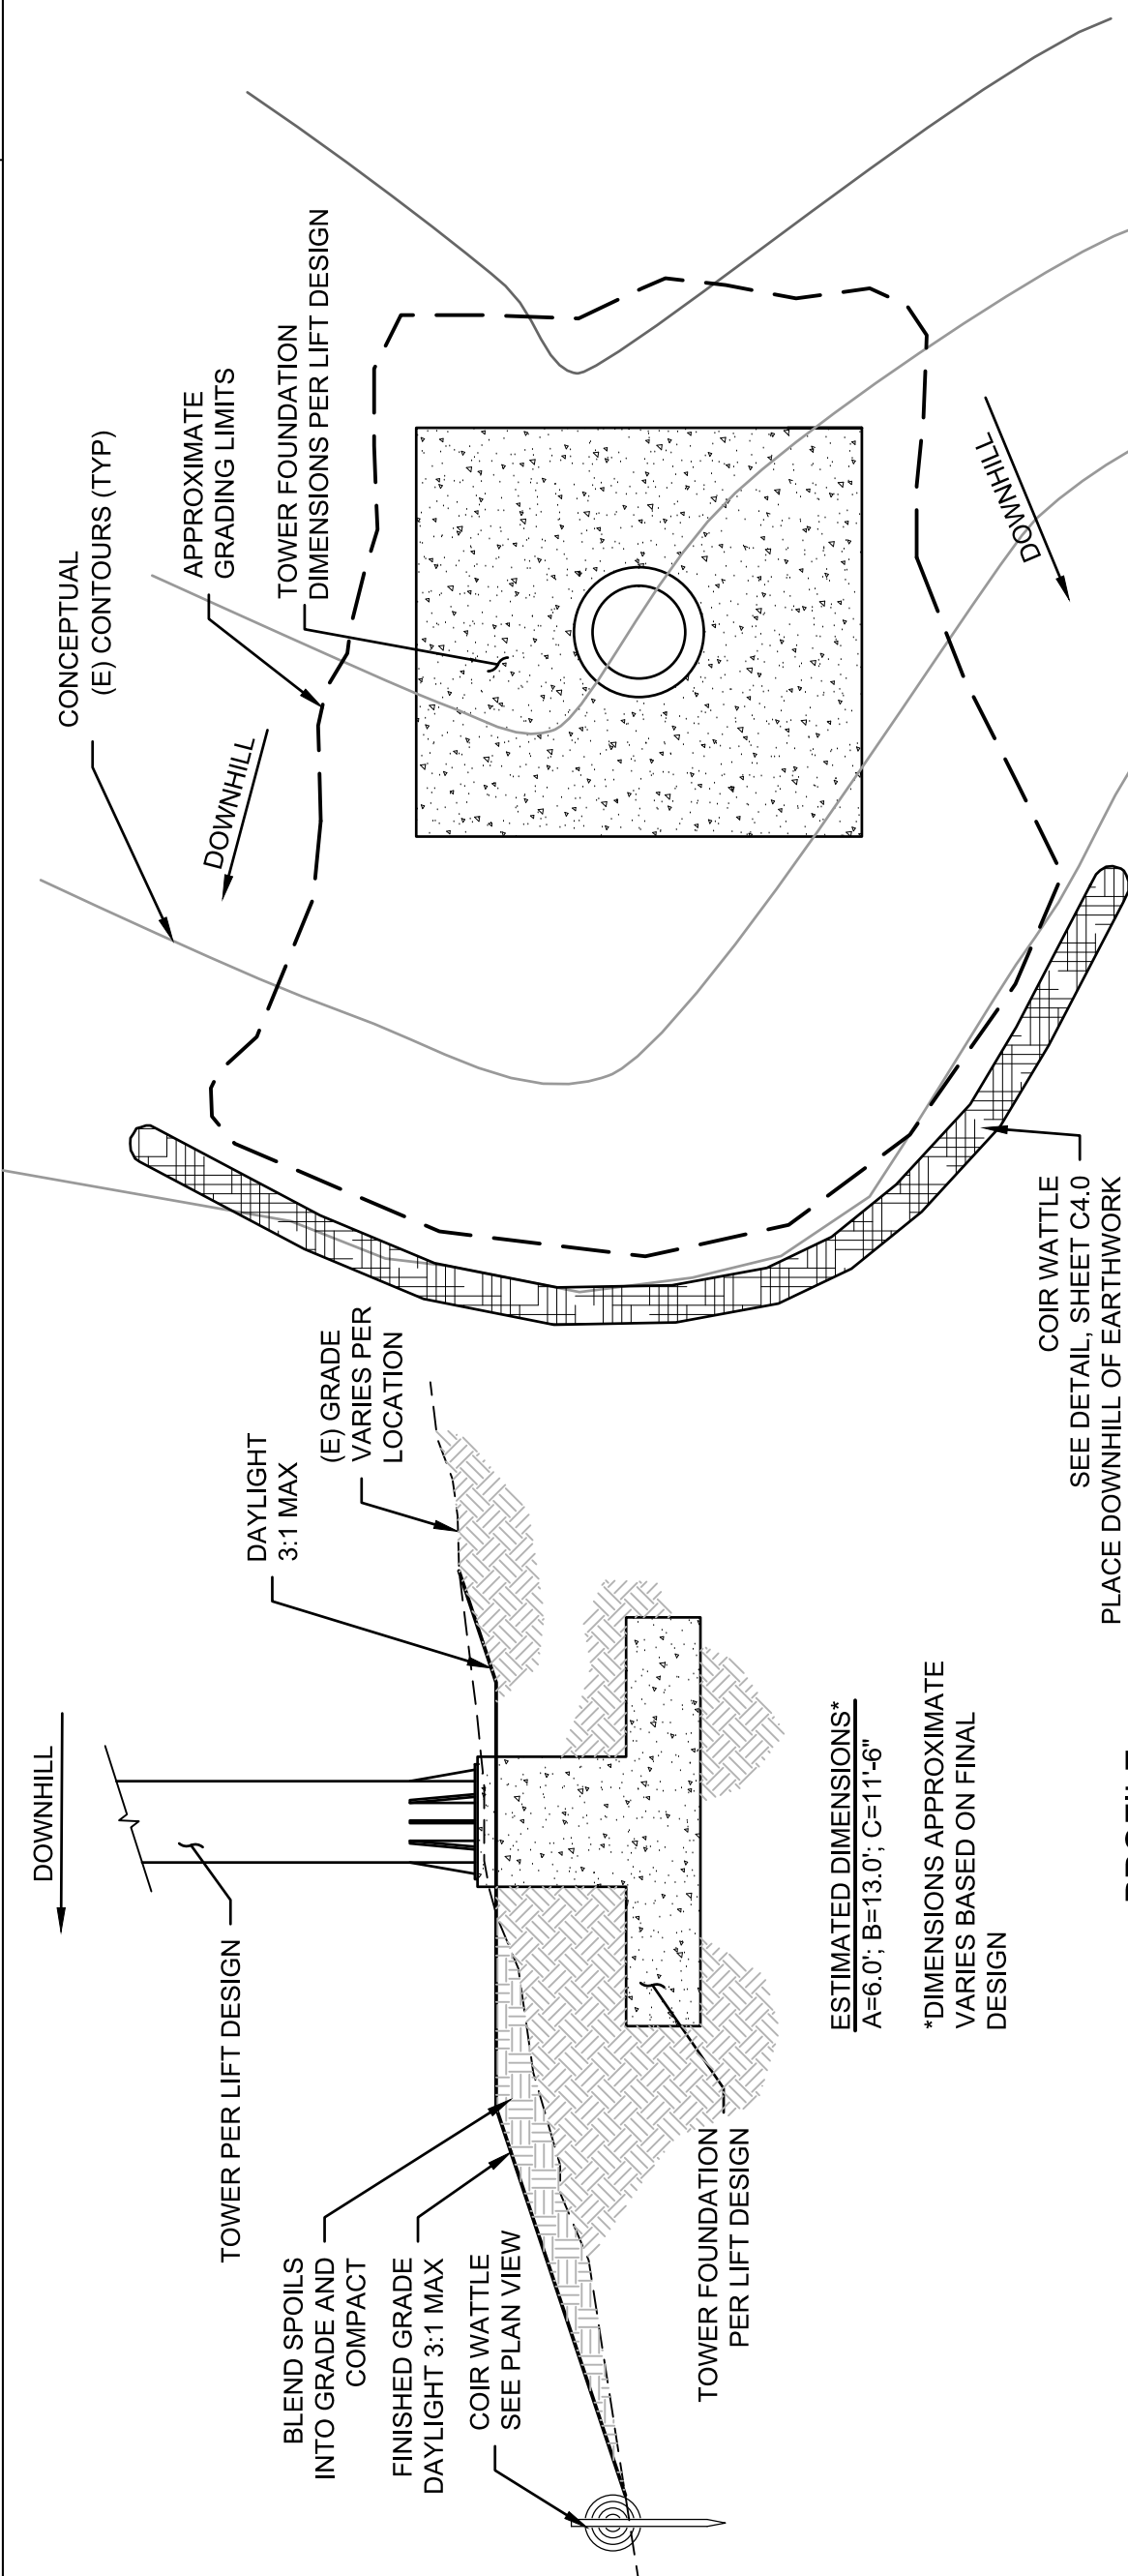 DOWNHILL
TOWER PER LIFT DESIGN
BLEND SPOILS
INTO GRADE AND
COMPACT
FINISHED GRADE
DAYLIGHT 3:1 MAX
COIR WATTLE
SEE PLAN VIEW
DAYLIGHT
3:1 MAX
(E) GRADE
VARIES PER
LOCATION
TOWER FOUNDATION
PER LIFT DESIGN
ESTIMATED DIMENSIONS*
A=6.0'; B=13.0'; C=11'-6"
*DIMENSIONS APPROXIMATE
VARIES BASED ON FINAL
DESIGN
CONCEPTUAL
(E) CONTOURS (TYP)
DOWNHILL
APPROXIMATE
GRADING LIMITS
TOWER FOUNDATION
DIMENSIONS PER LIFT DESIGN
DOWNHILL
COIR WATTLE
SEE DETAIL, SHEET C4.0
PLACE DOWNHILL OF EARTHWORK